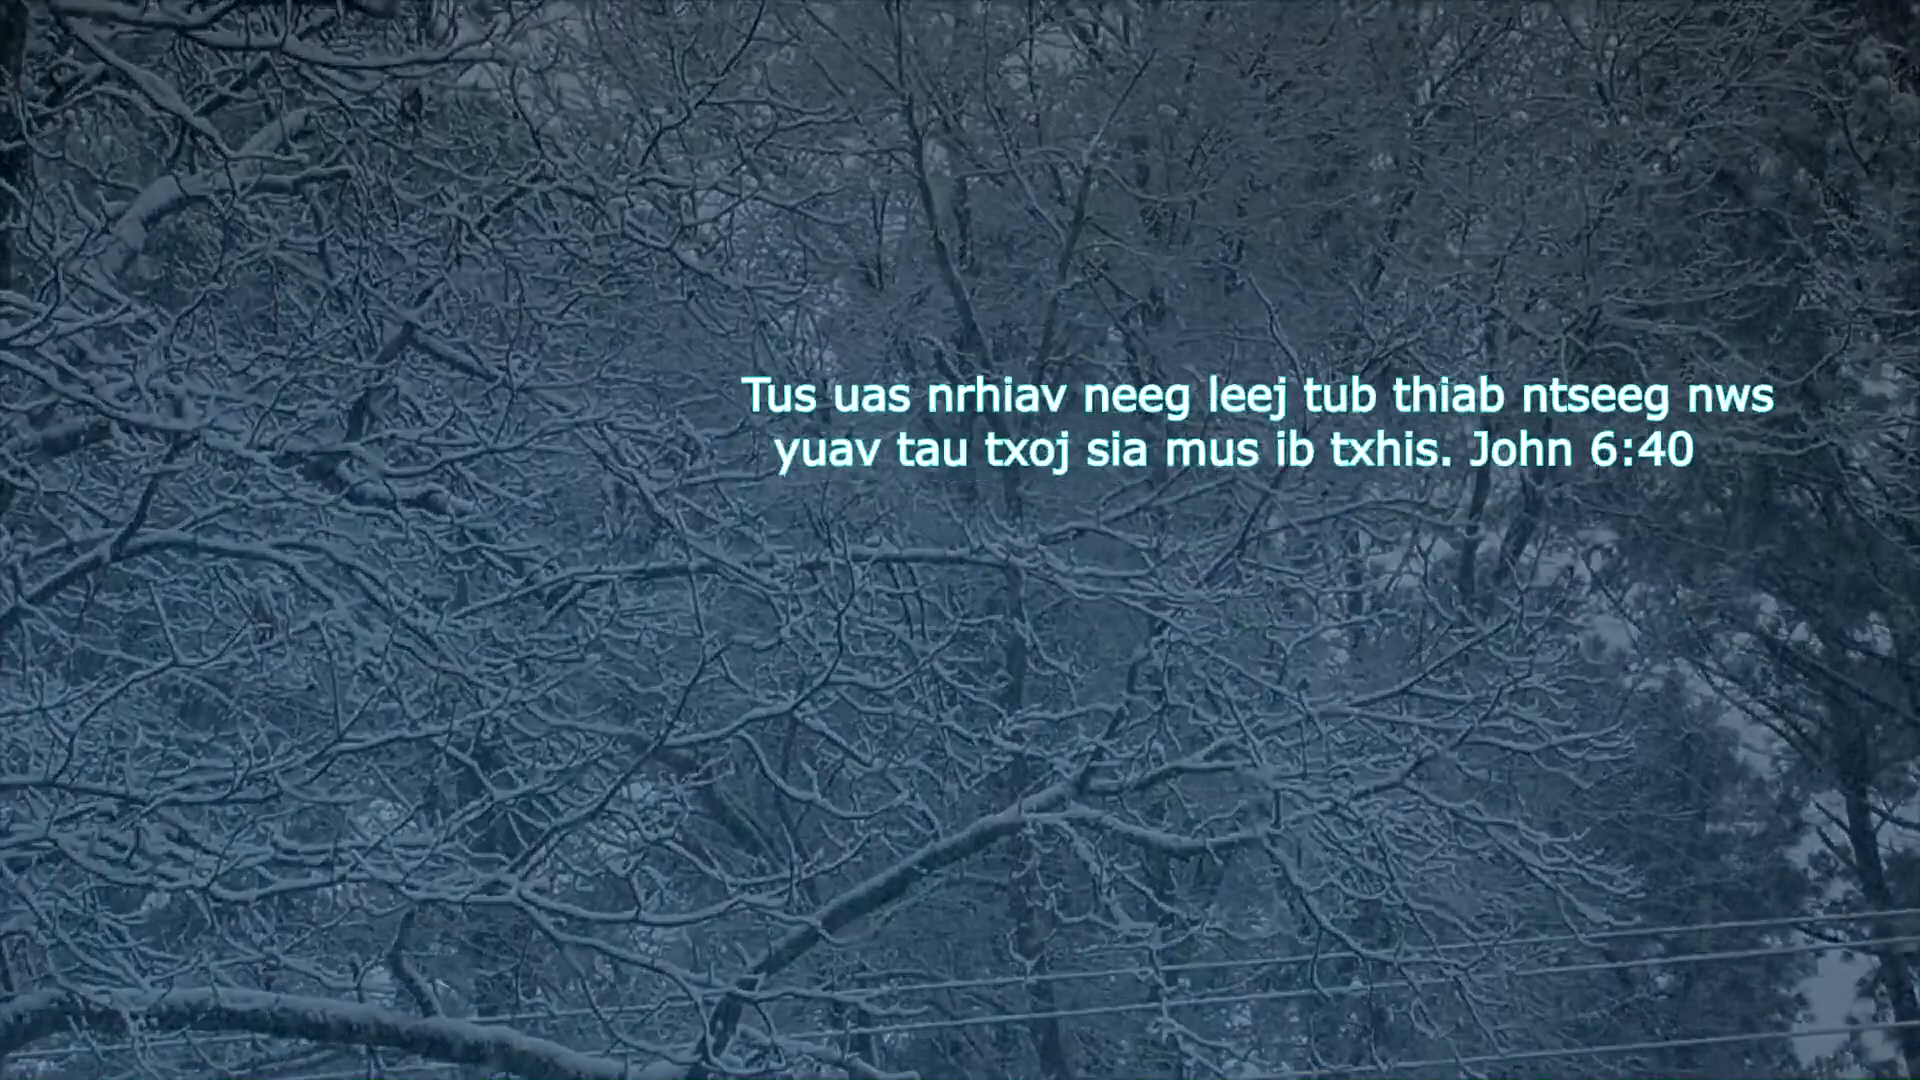 Tus uas nrhiav neeg leej tub thiab ntseeg nws
yuav tau txoj sia mus ib txhis. John 6:40